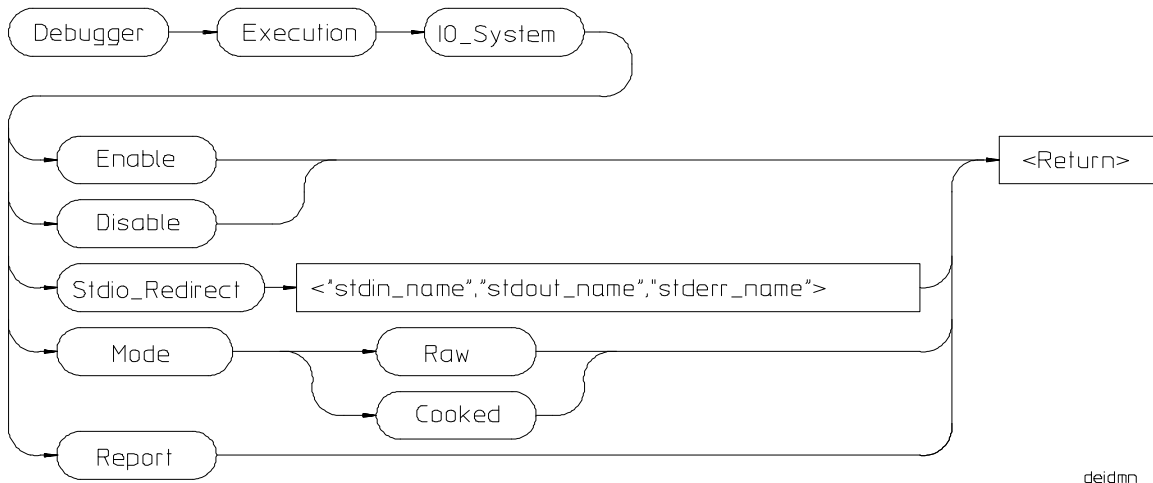 Debugger Execution IO_System
Enable <Return>
Disable
Stdio_Redirect <"stdin_name","stdout_name","stderr_name">
Mode Raw
Cooked
Report
deidmn